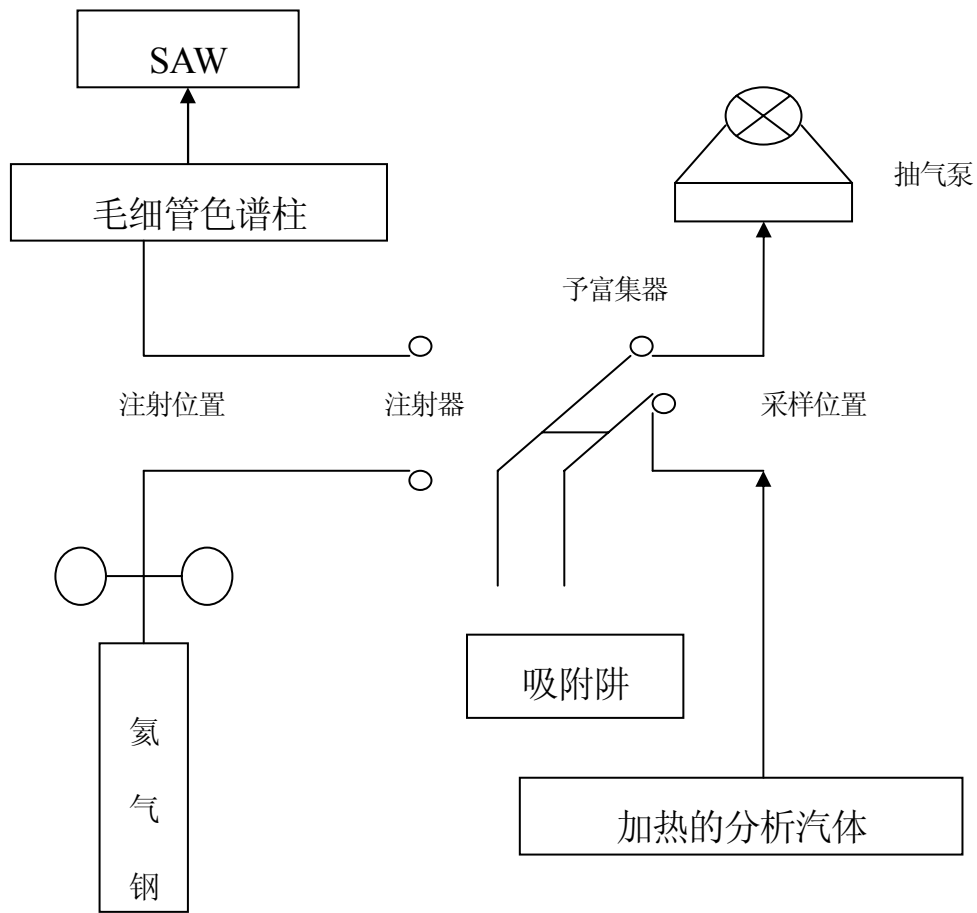 SAW
毛细管色谱柱
抽气泵
予富集器
注射位置
注射器
采样位置
吸附阱
氦
气
钢
加热的分析汽体